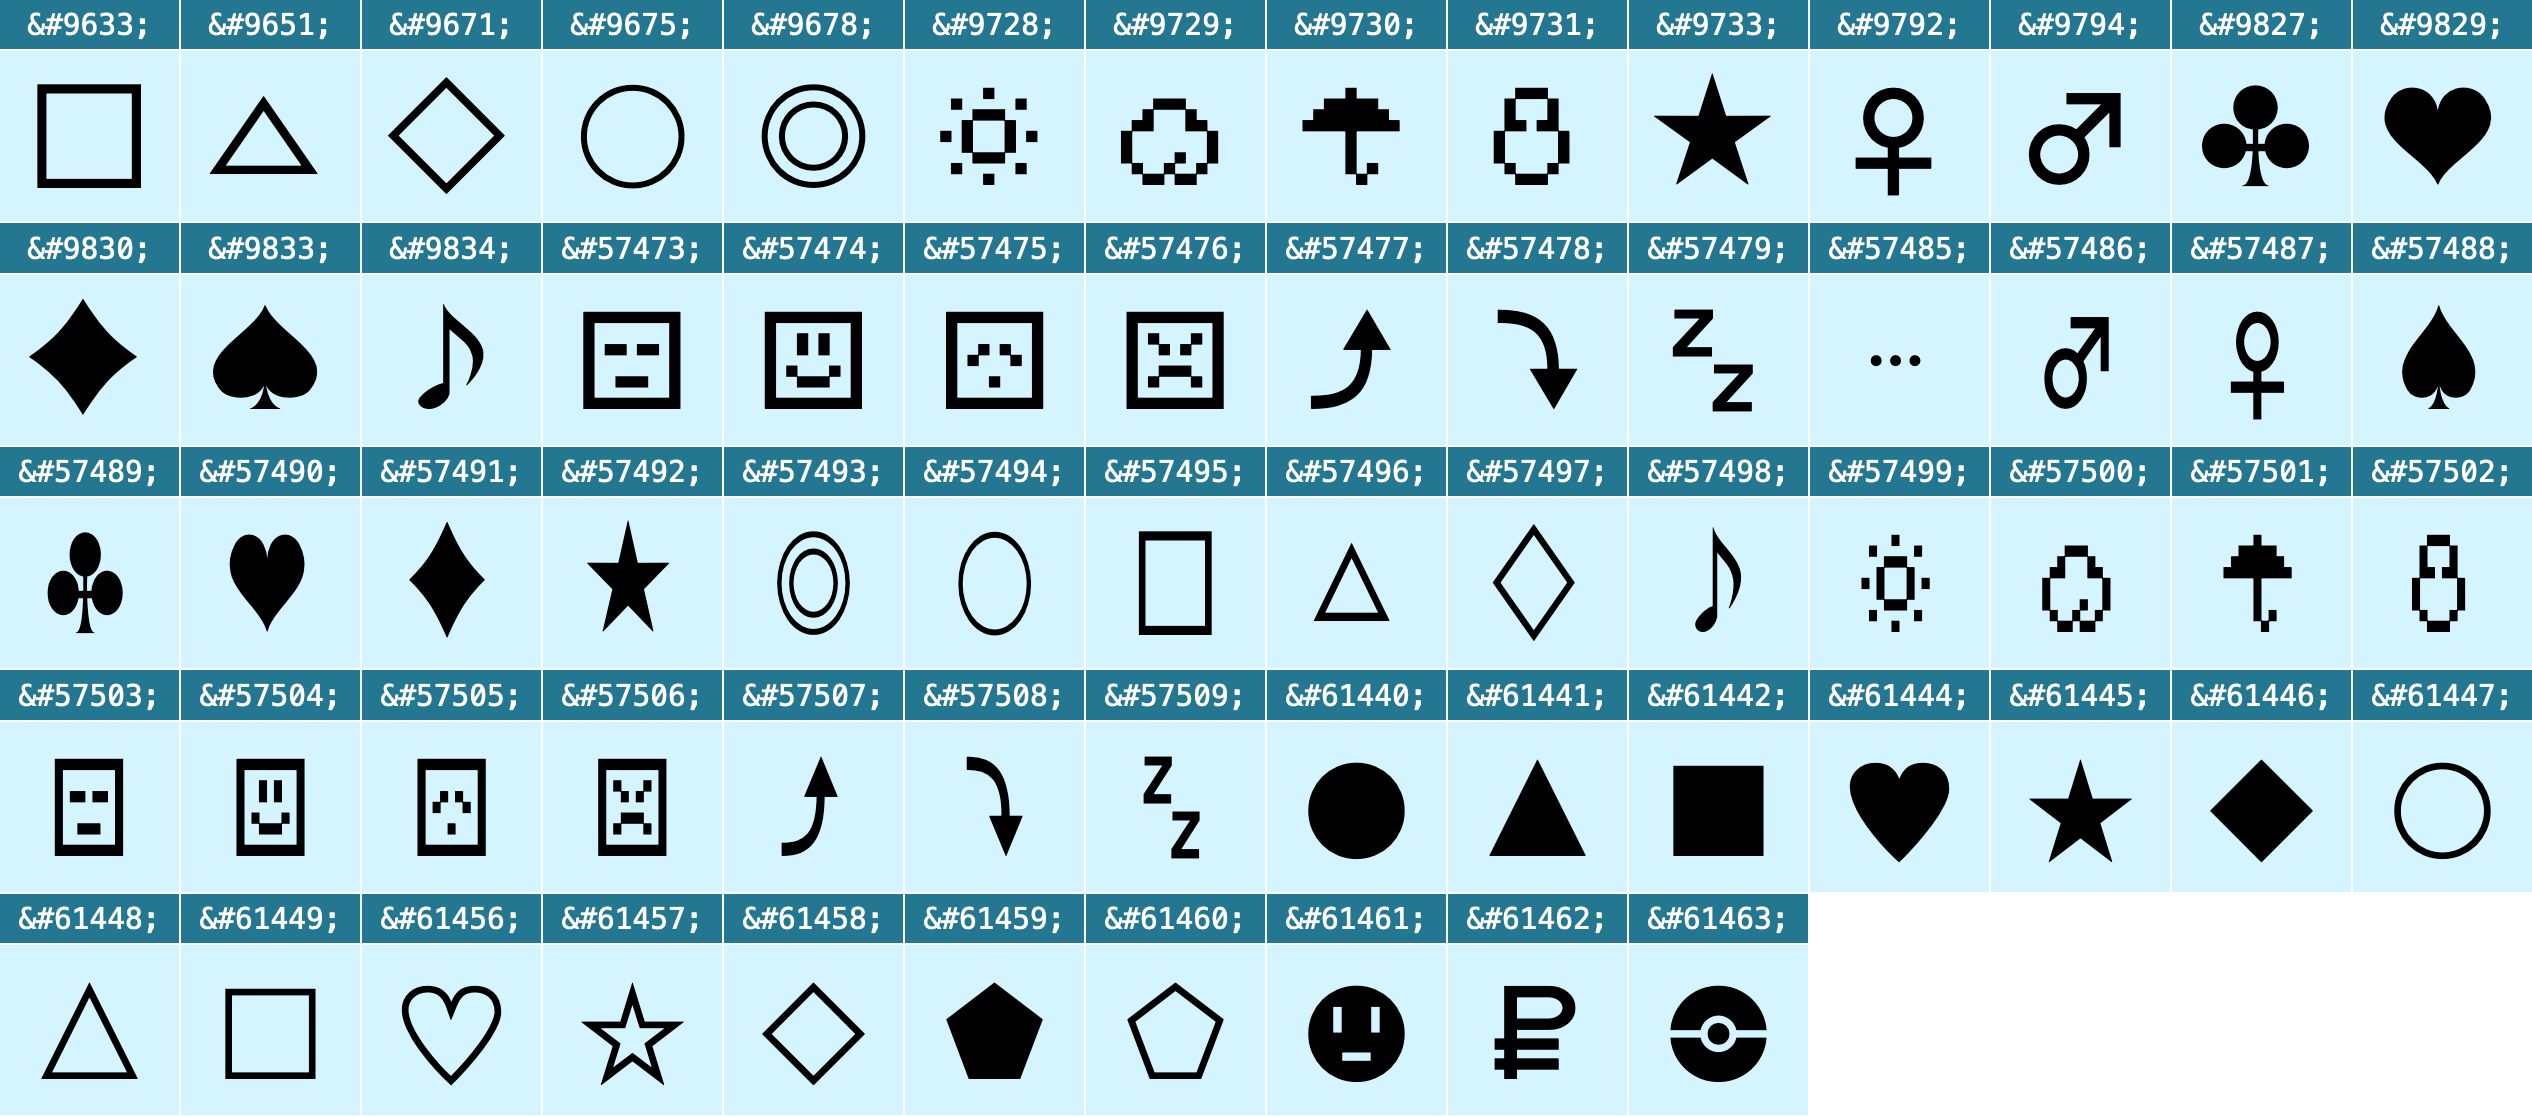 &#9633; &#9651; &#9671; &#9675; &#9678; &#9728; &#9729; &#9730; &#9731; &#9733; &#9792; &#9794; &#9827; &#9829;
□ △ ◇ ○ ◎ ☀ ☁ ☂ ☃ ★ ♀ ♂ ♣ ♥
&#9830; &#9833; &#9834; &#57473; &#57474; &#57475; &#57476; &#57477; &#57478; &#57479; &#57485; &#57486; &#57487; &#57488;
♦ ♠ ♪ ⤴ ⤵ zz … ♂ ♀ ♠
&#57489; &#57490; &#57491; &#57492; &#57493; &#57494; &#57495; &#57496; &#57497; &#57498; &#57499; &#57500; &#57501; &#57502;
♣ ♥ ♦ ★ ◎ ○ □ △ ◇ ♪ ☀ ☁ ☂ ☃
&#57503; &#57504; &#57505; &#57506; &#57507; &#57508; &#57509; &#61440; &#61441; &#61442; &#61444; &#61445; &#61446; &#61447;
⤴ ⤵ zz ● ▲ ■ ♥ ★ ◆ ○
&#61448; &#61449; &#61456; &#61457; &#61458; &#61459; &#61460; &#61461; &#61462; &#61463;
△ □ ♡ ☆ ◇ ⬟ ⬠